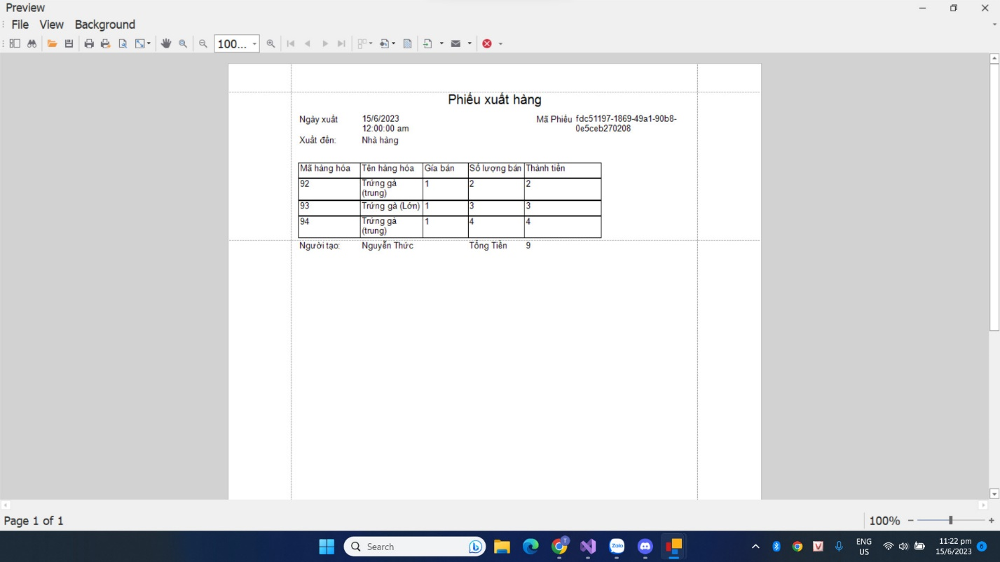 Preview
File View Background
100...
Phiếu xuất hàng
Ngày xuất 15/6/2023 Mã Phiếu fdc51197-1869-49a1-90b8-
12:00:00 am 0e5ceb270208
Xuất đến: Nhà hàng
Mã hàng hóa Tên hàng hóa Gía bán Số lượng bán Thành tiền
92 Trứng gà 1 2 2
(trung)
93 Trứng gà (Lớn) 1 3 3
94 Trứng gà 1 4 4
(trung)
Người tạo: Nguyễn Thức Tổng Tiền 9
Page 1 of 1 100%
Search Zalo ENG 11:22 pm
US 15/6/2023 6